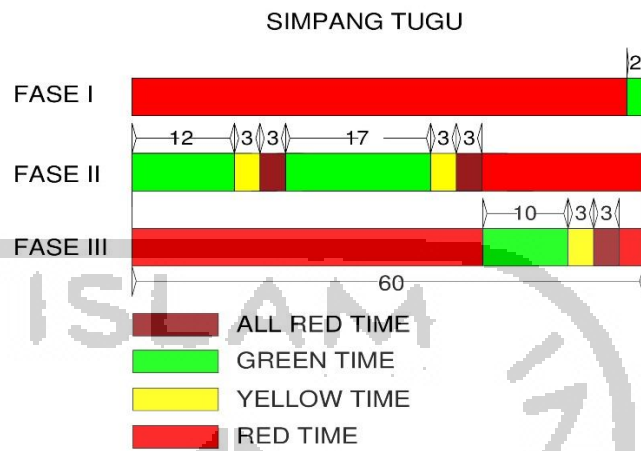 SIMPANG TUGU
2
FASE I
12 3 3 17 3 3
FASE II
10 3 3
FASE III
60
ISLAM
ALL RED TIME
GREEN TIME
YELLOW TIME
RED TIME